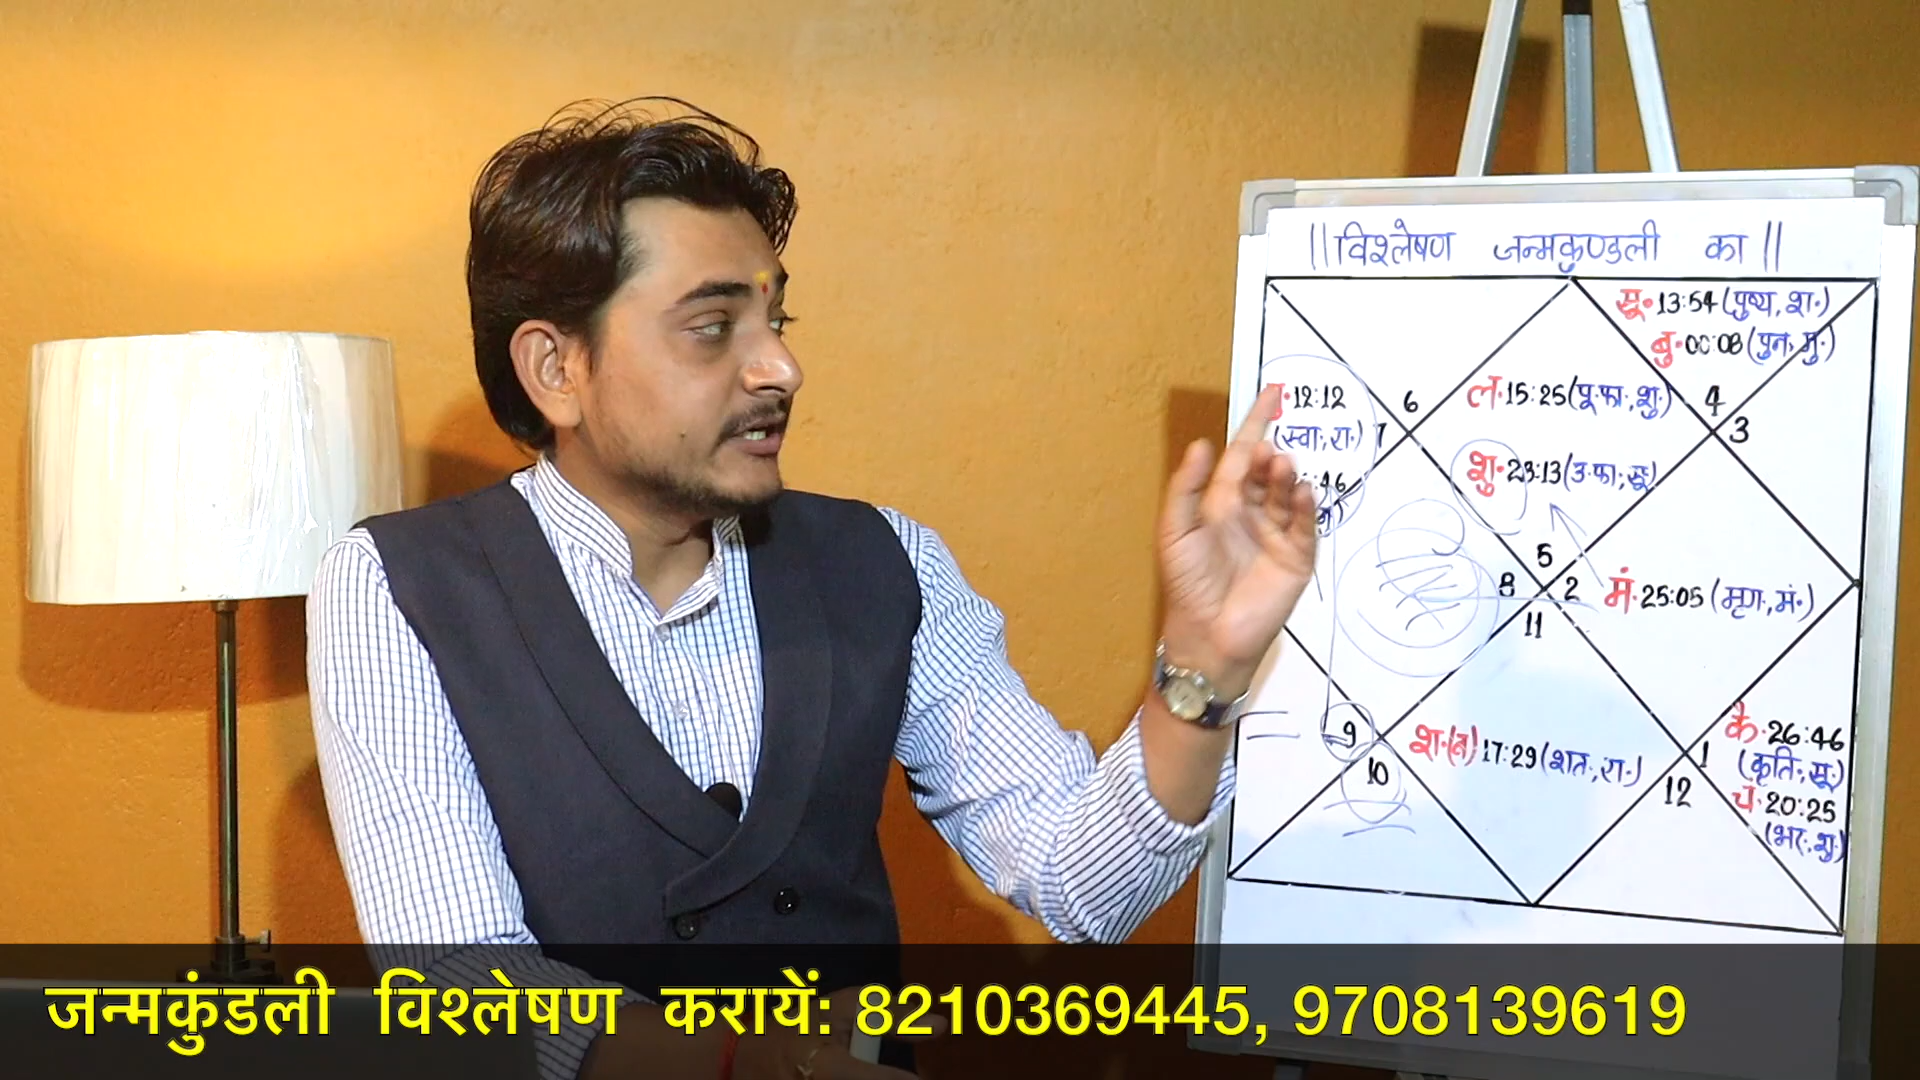 ||विश्लेषण जन्मकुण्डली का||
सू॰13:54 (पुष्य, श॰)
बु॰00:08 (पुन॰, गु॰)
12:12
(स्वा॰, रा॰)
7
6
ल॰15:25(पू॰फा॰,शु॰)
4
3
:46
शु॰23:13(उ॰फा॰,सू॰)
5
8
2
11
मं॰25:05 (मृग॰,मं॰)
9
10
श॰(व)17:29(शत॰,रा॰)
1
12
के॰26:46
(कृति॰,सू॰)
चं॰20:25
(भर॰,शु॰)
जन्मकुंडली विश्लेषण करायें: 8210369445, 9708139619